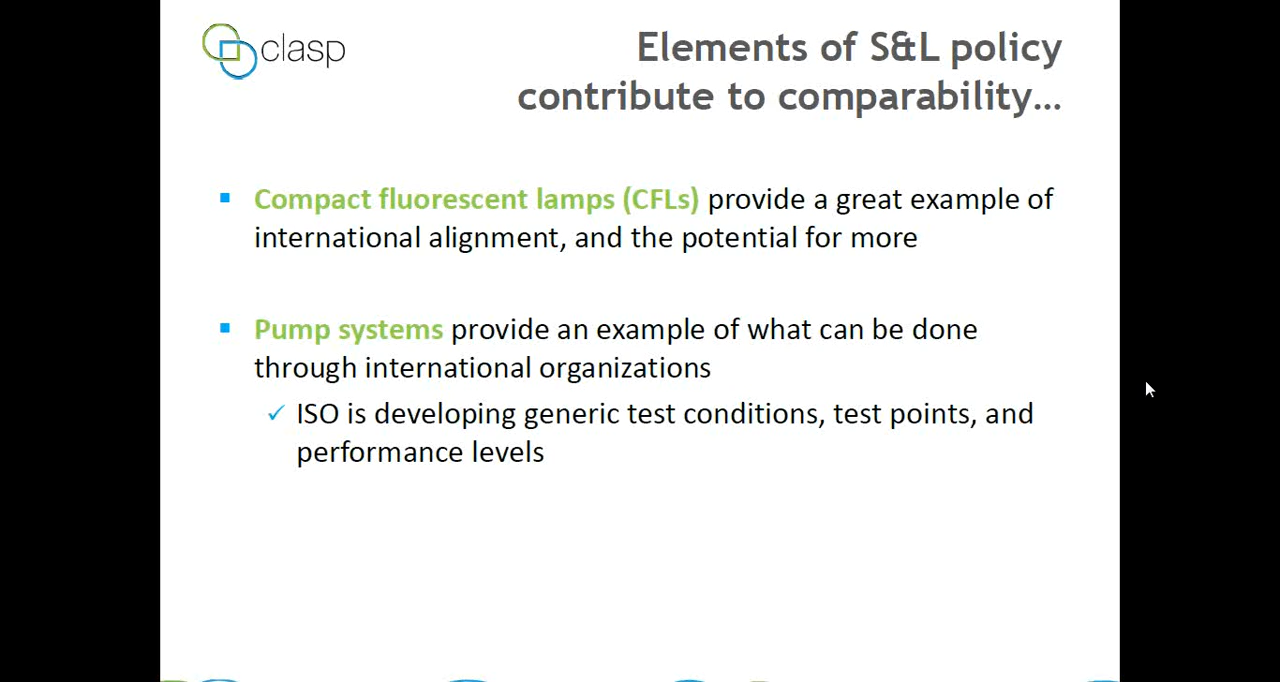 clasp
Elements of S&L policy
contribute to comparability...
Compact fluorescent lamps (CFLs) provide a great example of
international alignment, and the potential for more
Pump systems provide an example of what can be done
through international organizations
ISO is developing generic test conditions, test points, and
performance levels